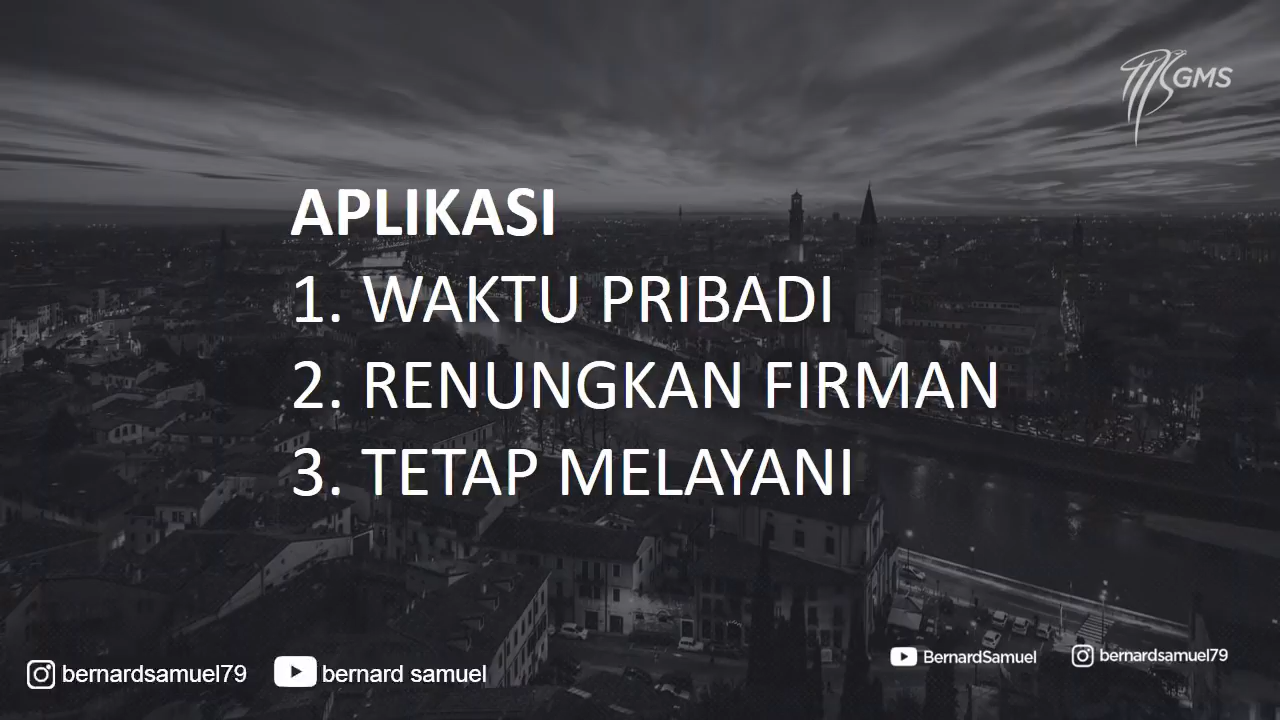 GMS
APLIKASI
1. WAKTU PRIBADI
2. RENUNGKAN FIRMAN
3. TETAP MELAYANI
bernardsamuel79
bernard samuel
BernardSamuel
bernardsamuel79